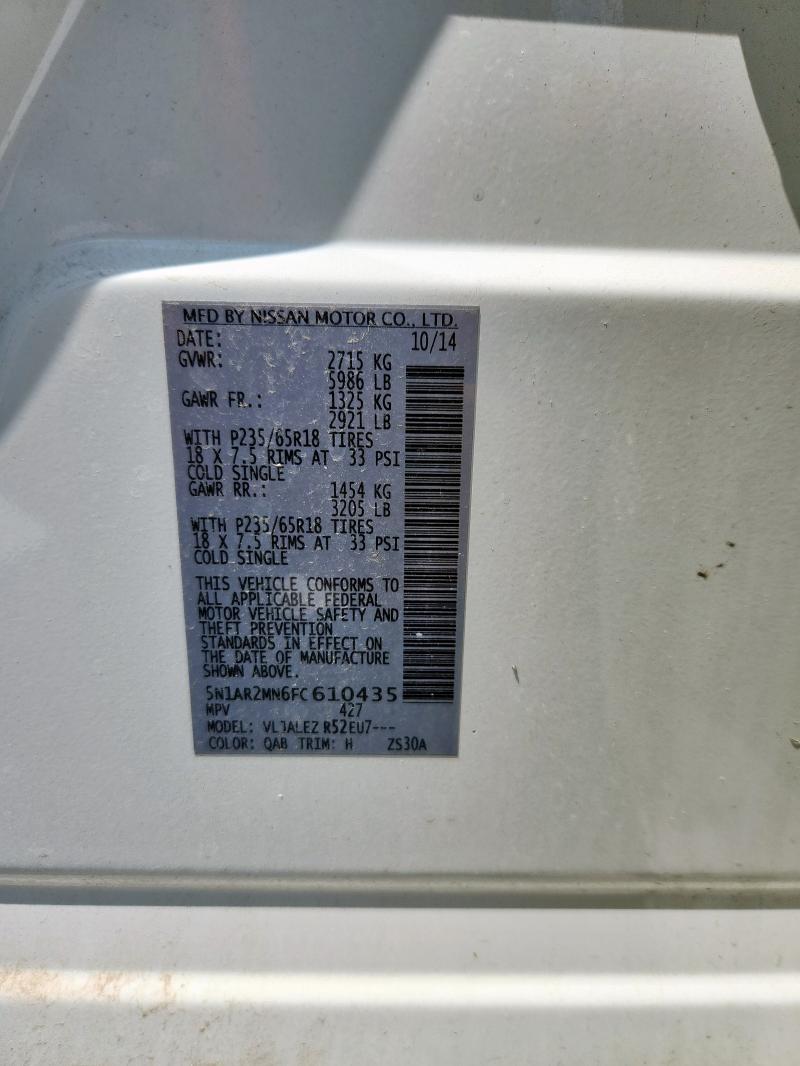 MFD BY NISSAN MOTOR CO., LTD.
DATE: 10/14
GVWR: 2715 KG
5986 LB
GAWR FR.: 1325 KG
2921 LB
WITH P235/65R18 TIRES
18 X 7.5 RIMS AT 33 PSI
COLD SINGLE
GAWR RR.: 1454 KG
3205 LB
WITH P235/65R18 TIRES
18 X 7.5 RIMS AT 33 PSI
COLD SINGLE
THIS VEHICLE CONFORMS TO
ALL APPLICABLE FEDERAL
MOTOR VEHICLE SAFETY AND
THEFT PREVENTION
STANDARDS IN EFFECT ON
THE DATE OF MANUFACTURE
SHOWN ABOVE.
5N1AR2MN6FC610435
MPV 427
MODEL: R52EU7---
COLOR: QAB TRIM: H ZS30A